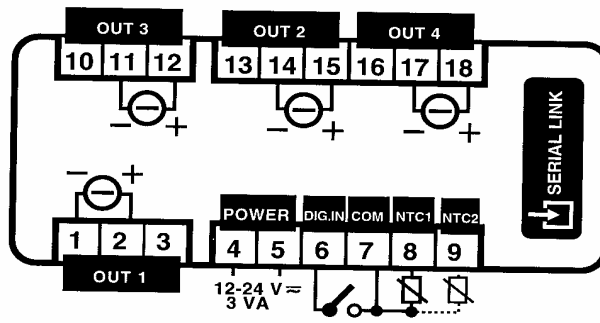 OUT 3
OUT 2
OUT 4
10 11 12
13 14 15 16 17 18
− +
− +
− +
SERIAL LINK
− +
POWER DIG.IN COM NTC1 NTC2
1 2 3
4 5 6 7 8 9
OUT 1
12-24 V ≂
3 VA